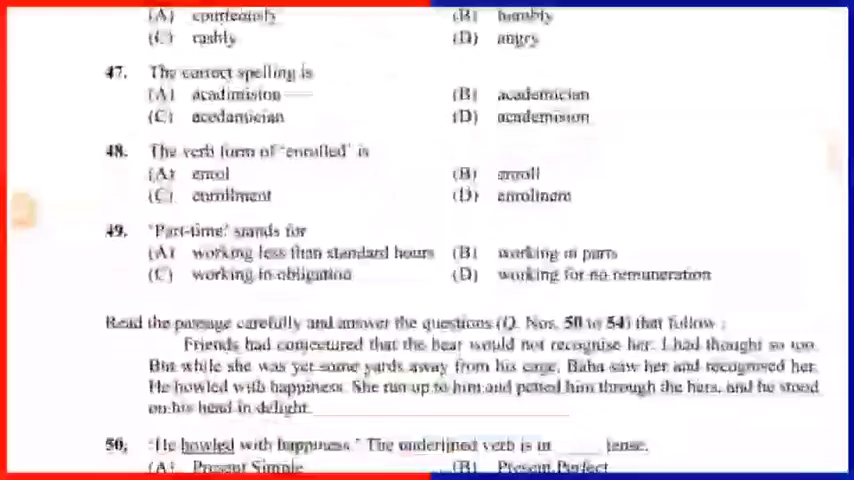 (A) courteously (B) humbly
(C) rashly (D) angry
47. The correct spelling is
(A) acadimision (B) academician
(C) acedamician (D) academision
48. The verb form of 'enrolled' is
(A) enrol (B) enroll
(C) enrollment (D) enrolment
49. 'Part-time' stands for
(A) working less than standard hours (B) working in parts
(C) working in obligation (D) working for no remuneration
Read the passage carefully and answer the questions (Q. Nos. 50 to 54) that follow :
Friends had conjectured that the bear would not recognise her. I had thought so too.
But while she was yet some yards away from his cage, Baba saw her and recognised her.
He howled with happiness. She run up to him and petted him through the bars, and he stood
on his head in delight.
50. "He howled with happiness." The underlined verb is in ____ tense.
(A) Present Simple (B) Present Perfect